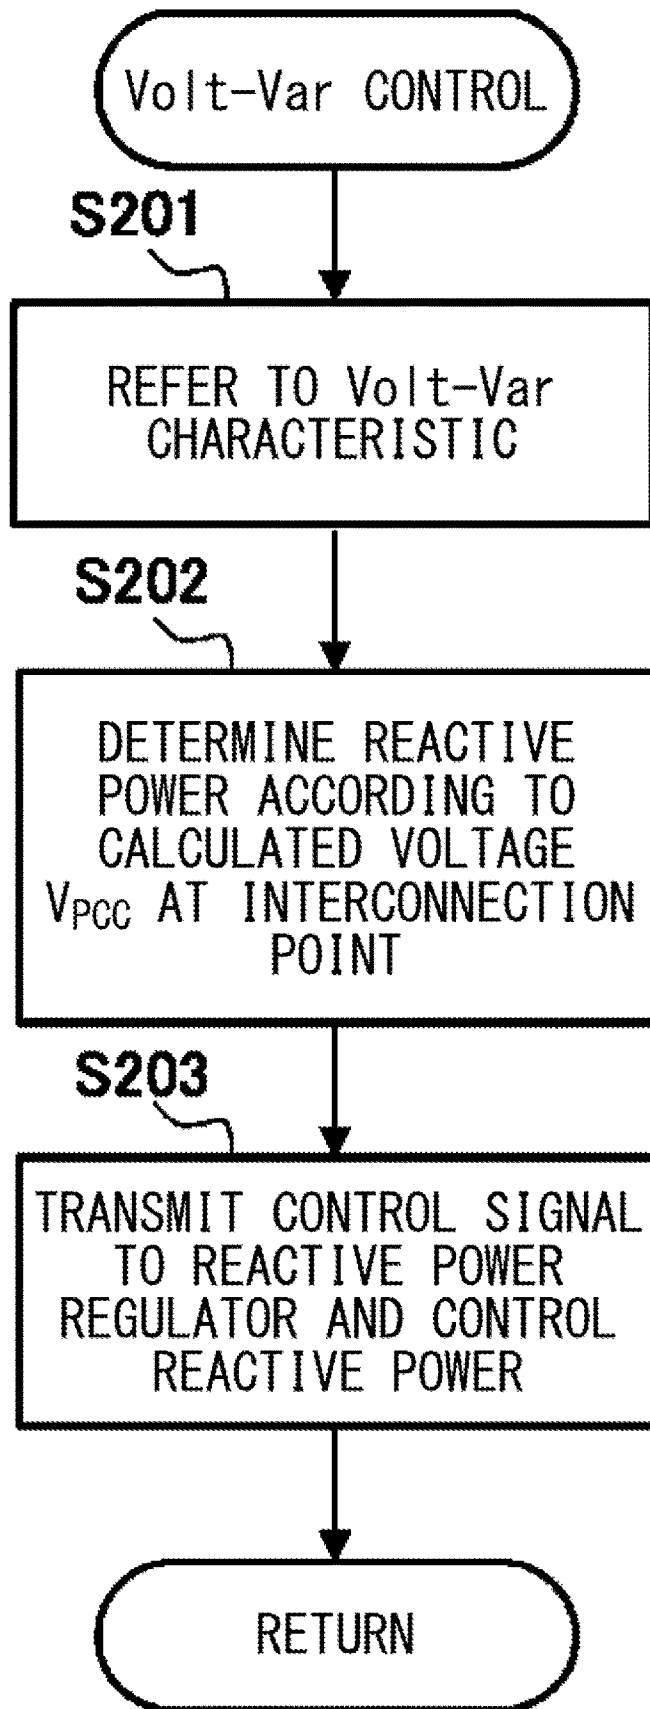 Volt-Var CONTROL
S201
REFER TO Volt-Var
CHARACTERISTIC
S202
DETERMINE REACTIVE
POWER ACCORDING TO
CALCULATED VOLTAGE
VPCC AT INTERCONNECTION
POINT
S203
TRANSMIT CONTROL SIGNAL
TO REACTIVE POWER
REGULATOR AND CONTROL
REACTIVE POWER
RETURN